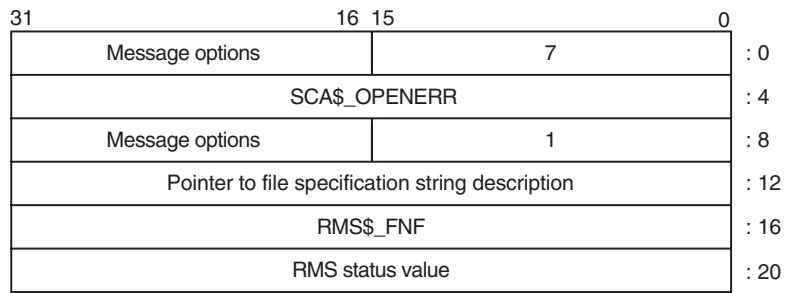 31 16 15 0
Message options 7 : 0
SCA$_OPENERR : 4
Message options 1 : 8
Pointer to file specification string description : 12
RMS$_FNF : 16
RMS status value : 20